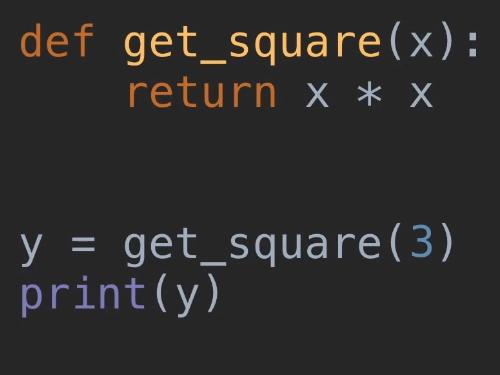 def get_square(x):
    return x * x
y = get_square(3)
print(y)